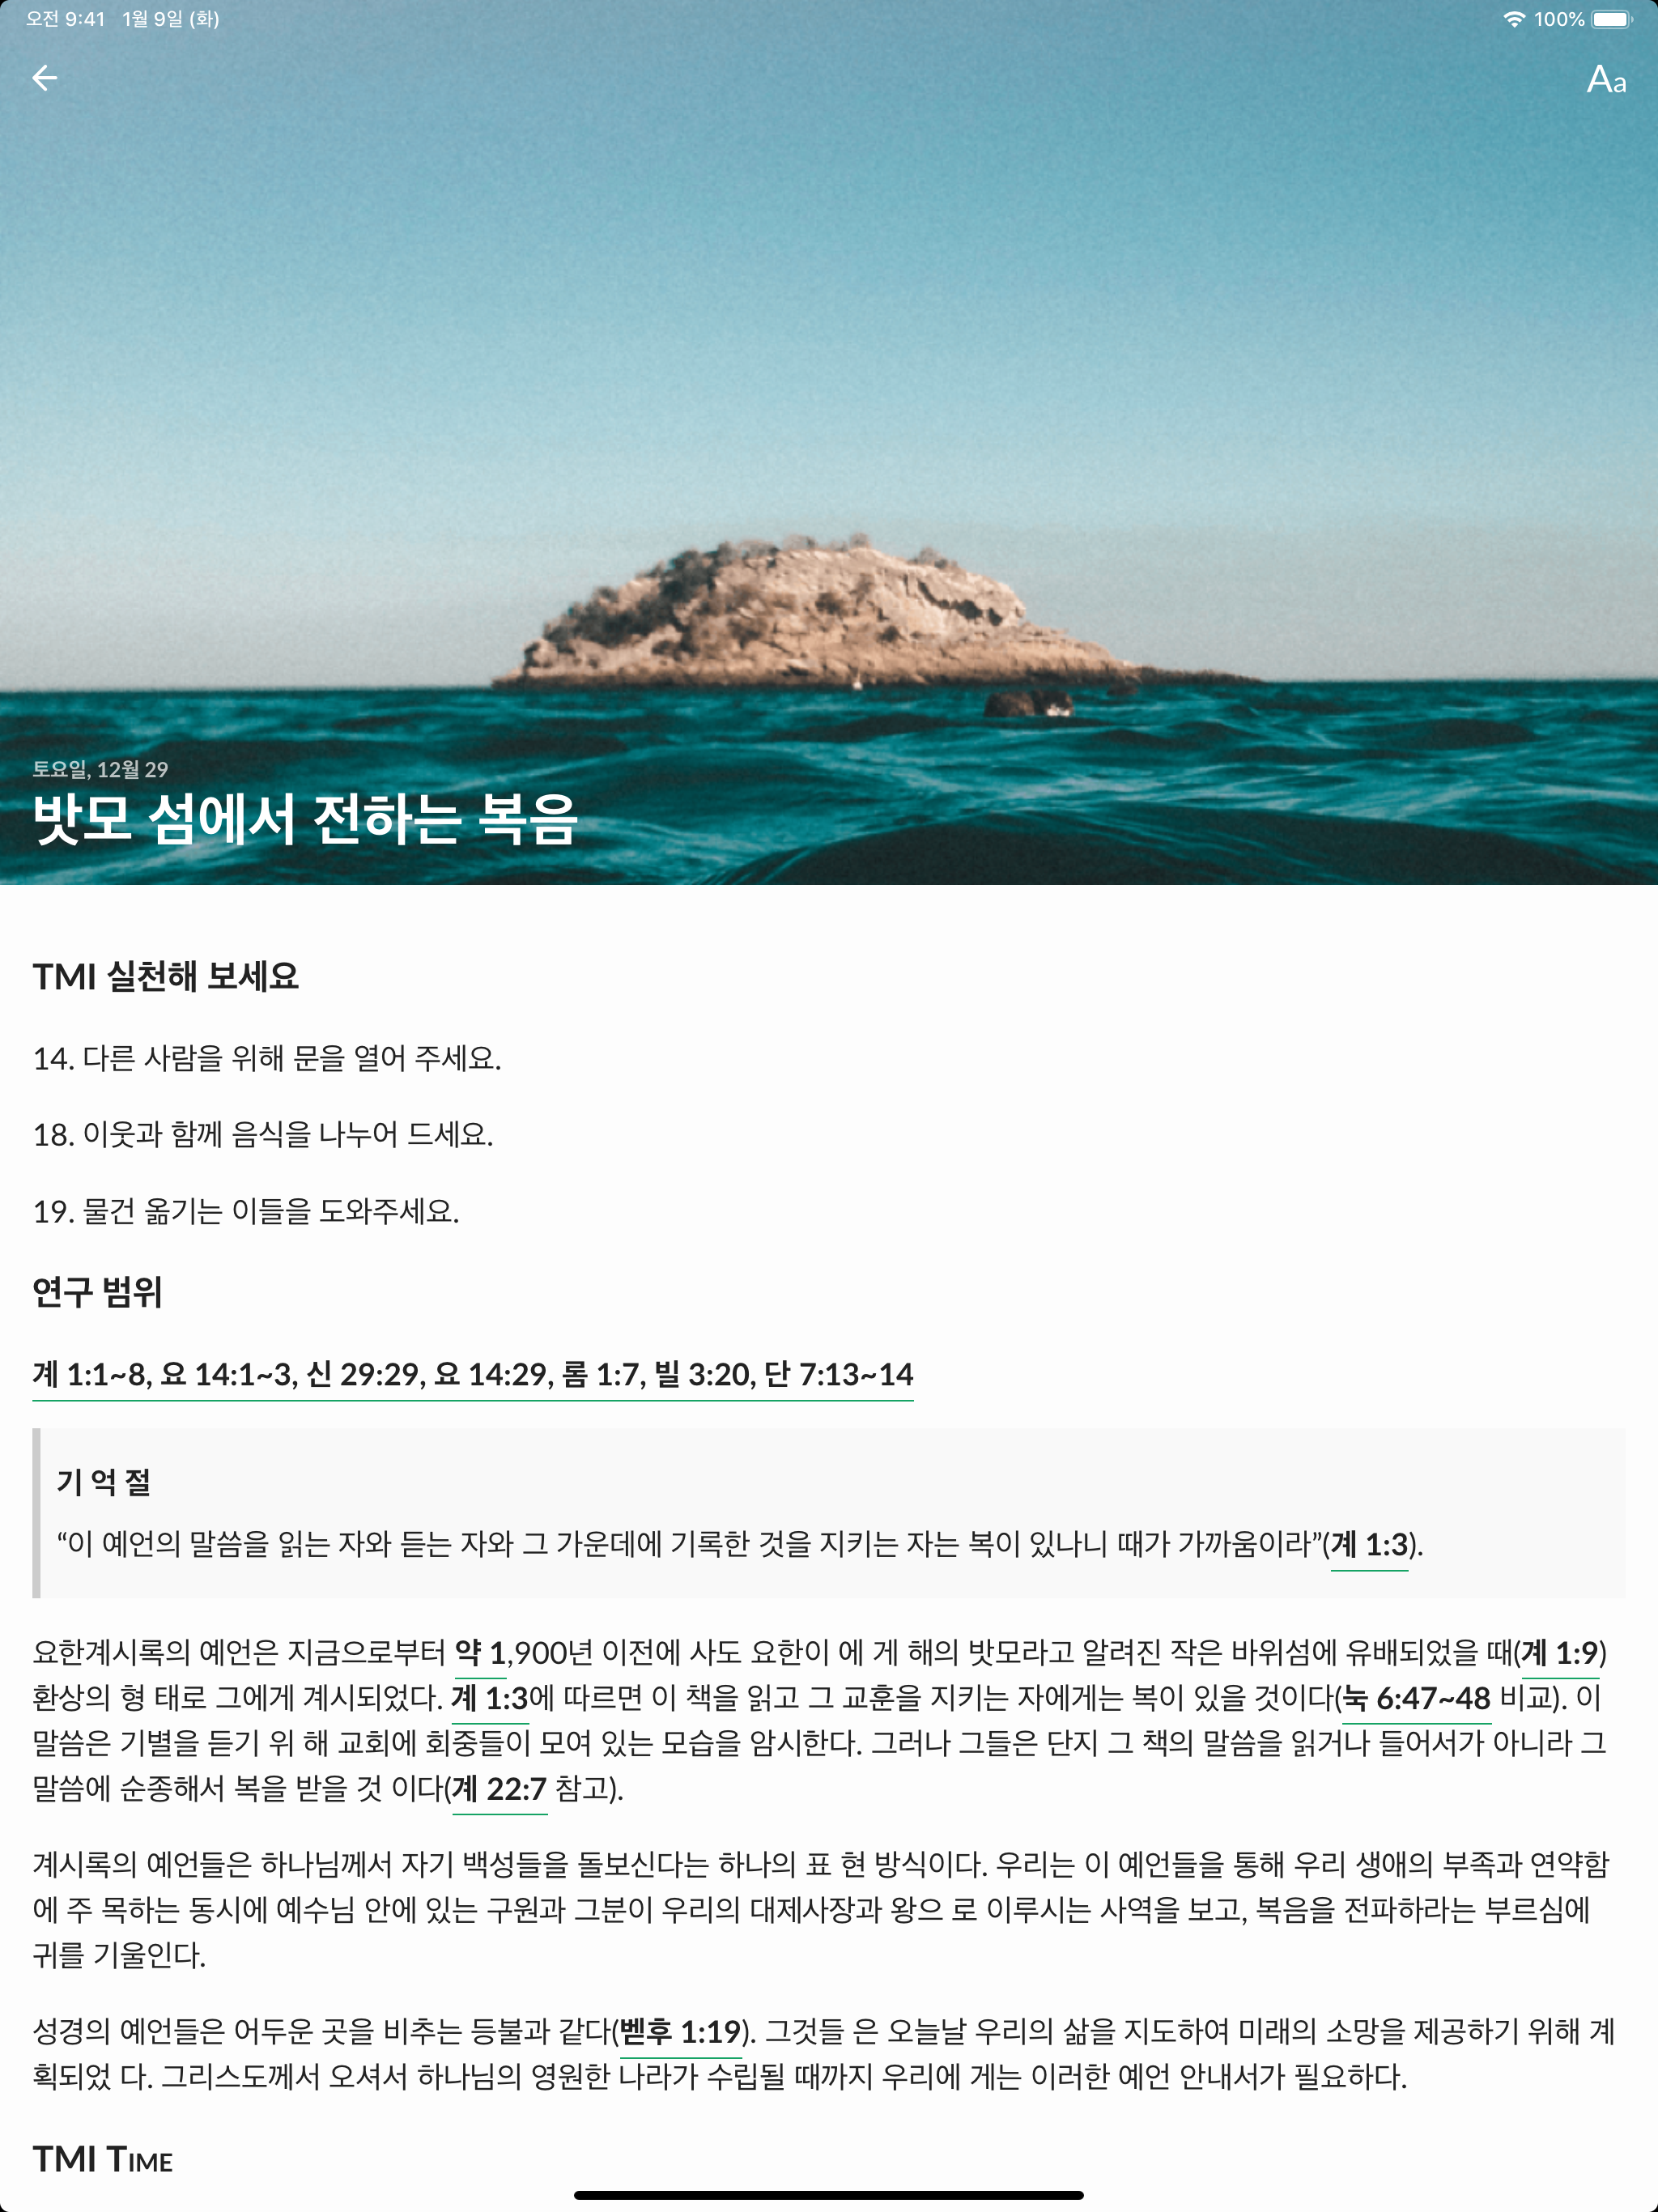 오전 9:41 1월 9일 (화) 100%
Aa
토요일, 12월 29
밧모 섬에서 전하는 복음
TMI 실천해 보세요
14. 다른 사람을 위해 문을 열어 주세요.
18. 이웃과 함께 음식을 나누어 드세요.
19. 물건 옮기는 이들을 도와주세요.
연구 범위
계 1:1~8, 요 14:1~3, 신 29:29, 요 14:29, 롬 1:7, 빌 3:20, 단 7:13~14
기 억 절
“이 예언의 말씀을 읽는 자와 듣는 자와 그 가운데에 기록한 것을 지키는 자는 복이 있나니 때가 가까움이라”(계 1:3).
요한계시록의 예언은 지금으로부터 약 1,900년 이전에 사도 요한이 에 게 해의 밧모라고 알려진 작은 바위섬에 유배되었을 때(계 1:9)
환상의 형 태로 그에게 계시되었다. 계 1:3에 따르면 이 책을 읽고 그 교훈을 지키는 자에게는 복이 있을 것이다(눅 6:47~48 비교). 이
말씀은 기별을 듣기 위 해 교회에 회중들이 모여 있는 모습을 암시한다. 그러나 그들은 단지 그 책의 말씀을 읽거나 들어서가 아니라 그
말씀에 순종해서 복을 받을 것 이다(계 22:7 참고).
계시록의 예언들은 하나님께서 자기 백성들을 돌보신다는 하나의 표 현 방식이다. 우리는 이 예언들을 통해 우리 생애의 부족과 연약함
에 주 목하는 동시에 예수님 안에 있는 구원과 그분이 우리의 대제사장과 왕으 로 이루시는 사역을 보고, 복음을 전파하라는 부르심에
귀를 기울인다.
성경의 예언들은 어두운 곳을 비추는 등불과 같다(벧후 1:19). 그것들 은 오늘날 우리의 삶을 지도하여 미래의 소망을 제공하기 위해 계
획되었 다. 그리스도께서 오셔서 하나님의 영원한 나라가 수립될 때까지 우리에 게는 이러한 예언 안내서가 필요하다.
TMI TIME